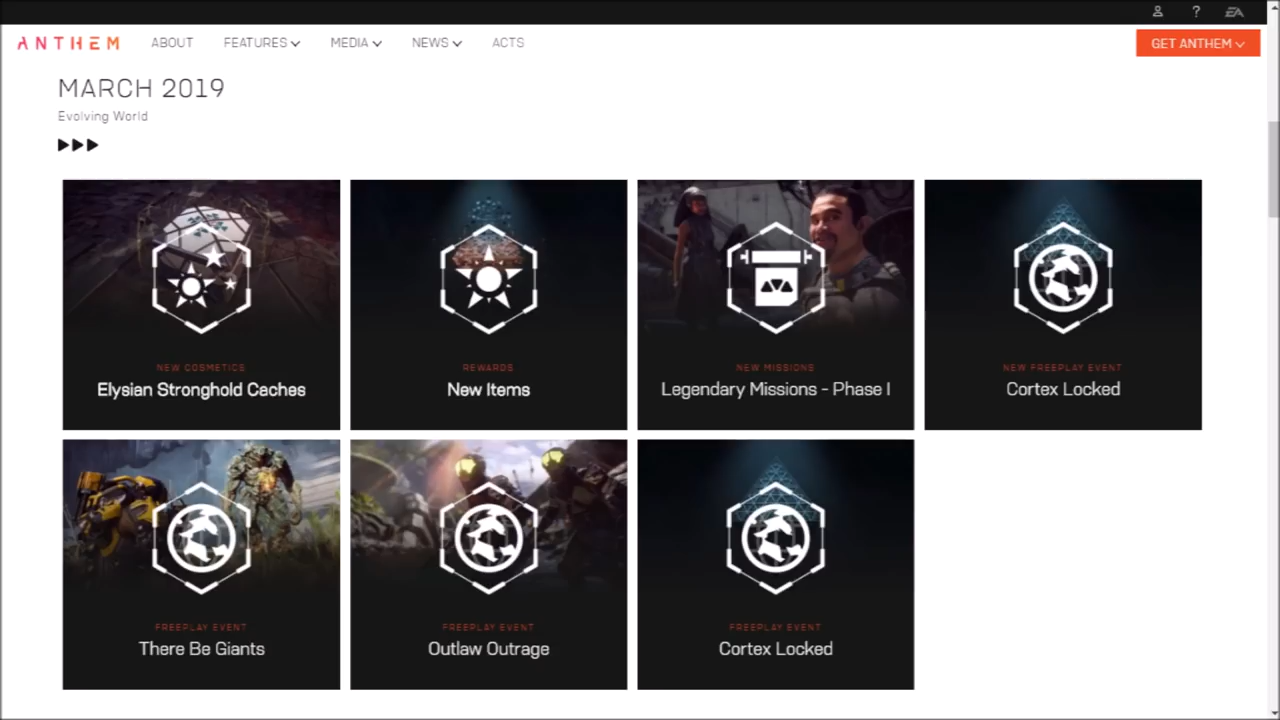 ?
EA
ANTHEM ABOUT FEATURES MEDIA NEWS ACTS GET ANTHEM
MARCH 2019
Evolving World
NEW COSMETICS
Elysian Stronghold Caches
REWARDS
New Items
NEW MISSIONS
Legendary Missions - Phase I
NEW FREEPLAY EVENT
Cortex Locked
FREEPLAY EVENT
There Be Giants
FREEPLAY EVENT
Outlaw Outrage
FREEPLAY EVENT
Cortex Locked